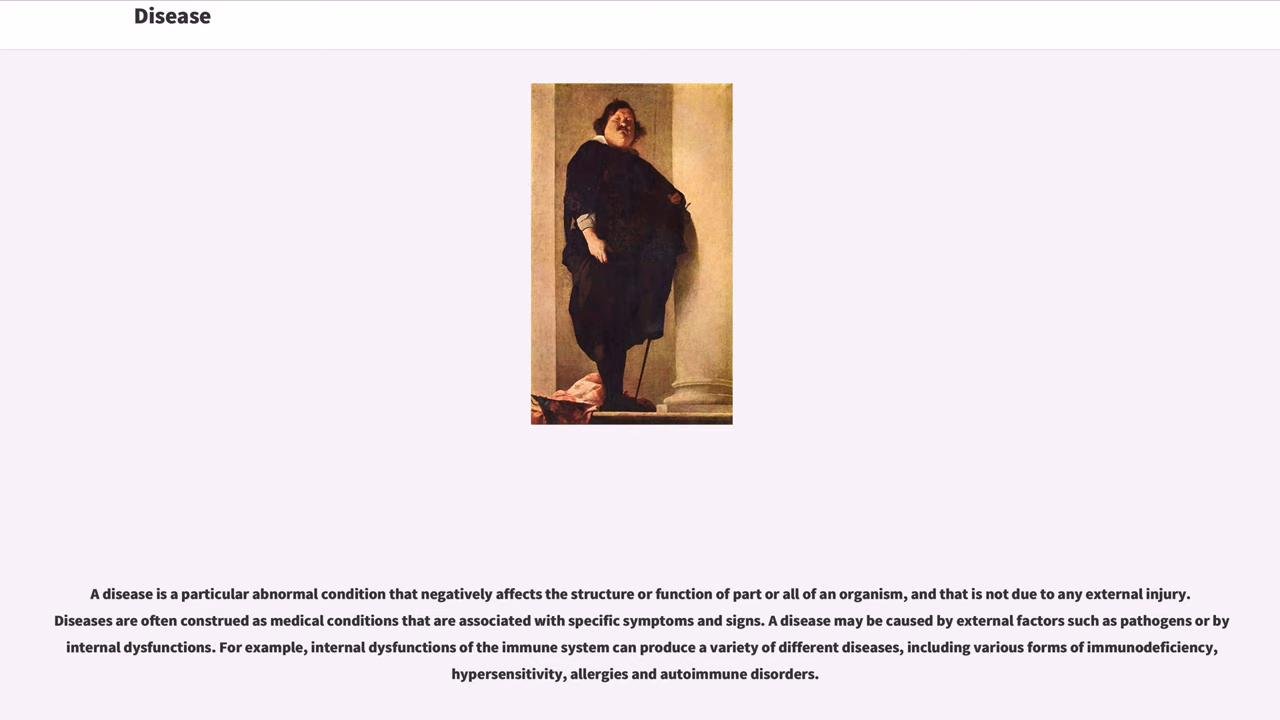 Disease
A disease is a particular abnormal condition that negatively affects the structure or function of part or all of an organism, and that is not due to any external injury.
Diseases are often construed as medical conditions that are associated with specific symptoms and signs. A disease may be caused by external factors such as pathogens or by
internal dysfunctions. For example, internal dysfunctions of the immune system can produce a variety of different diseases, including various forms of immunodeficiency,
hypersensitivity, allergies and autoimmune disorders.